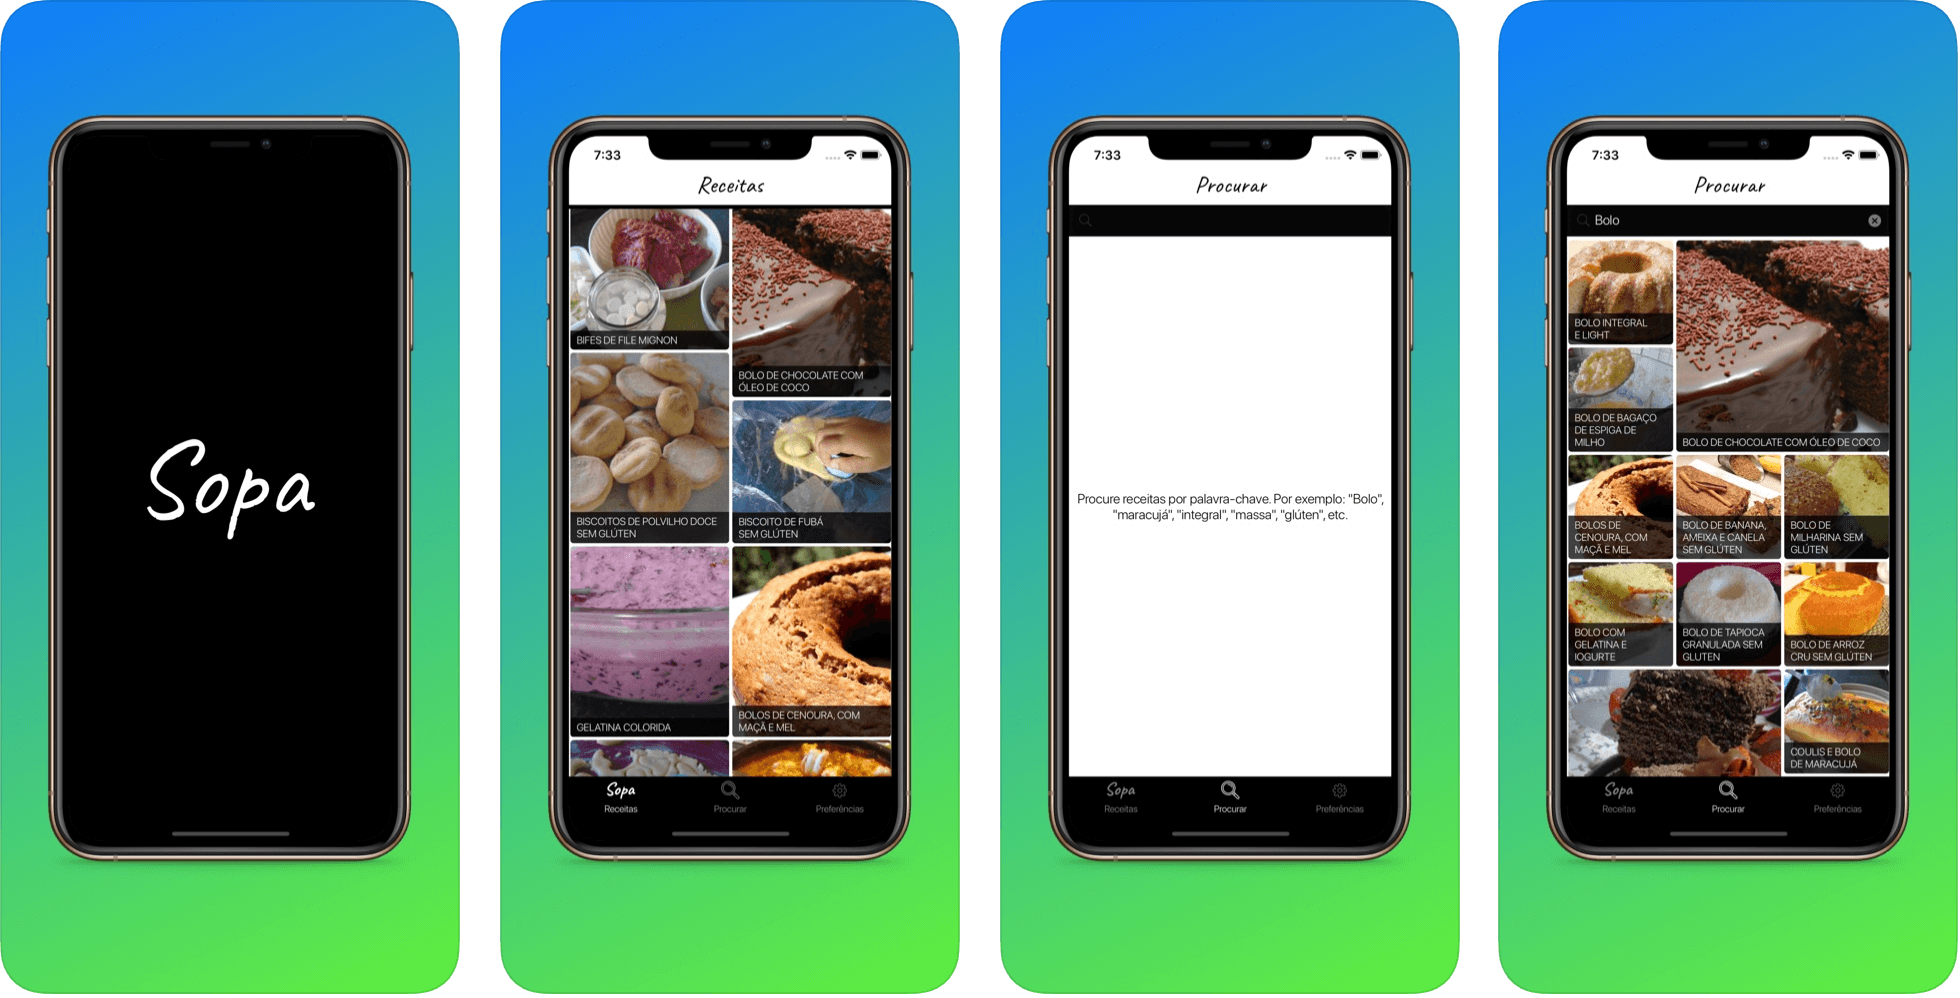 Sopa
7:33
Receitas
BIFES DE FILE MIGNON
BOLO DE CHOCOLATE COM
ÓLEO DE COCO
BISCOITOS DE POLVILHO DOCE
SEM GLÚTEN
BISCOITO DE FUBÁ
SEM GLÚTEN
GELATINA COLORIDA
BOLOS DE CENOURA, COM
MAÇÃ E MEL
Sopa
Receitas
Procurar
Preferências
7:33
Procurar
Procure receitas por palavra-chave. Por exemplo: "Bolo",
"maracujá", "integral", "massa", "glúten", etc.
Sopa
Receitas
Procurar
Preferências
7:33
Procurar
Bolo
BOLO INTEGRAL
E LIGHT
BOLO DE BAGAÇO
DE ESPIGA DE
MILHO
BOLO DE CHOCOLATE COM ÓLEO DE COCO
BOLOS DE
CENOURA, COM
MAÇÃ E MEL
BOLO DE BANANA,
AMEIXA E CANELA
SEM GLÚTEN
BOLO DE
MILHARINA SEM
GLÚTEN
BOLO COM
GELATINA E
IOGURTE
BOLO DE TAPIOCA
GRANULADA SEM
GLUTEN
BOLO DE ARROZ
CRU SEM GLÚTEN
COULIS E BOLO
DE MARACUJÁ
Sopa
Receitas
Procurar
Preferências